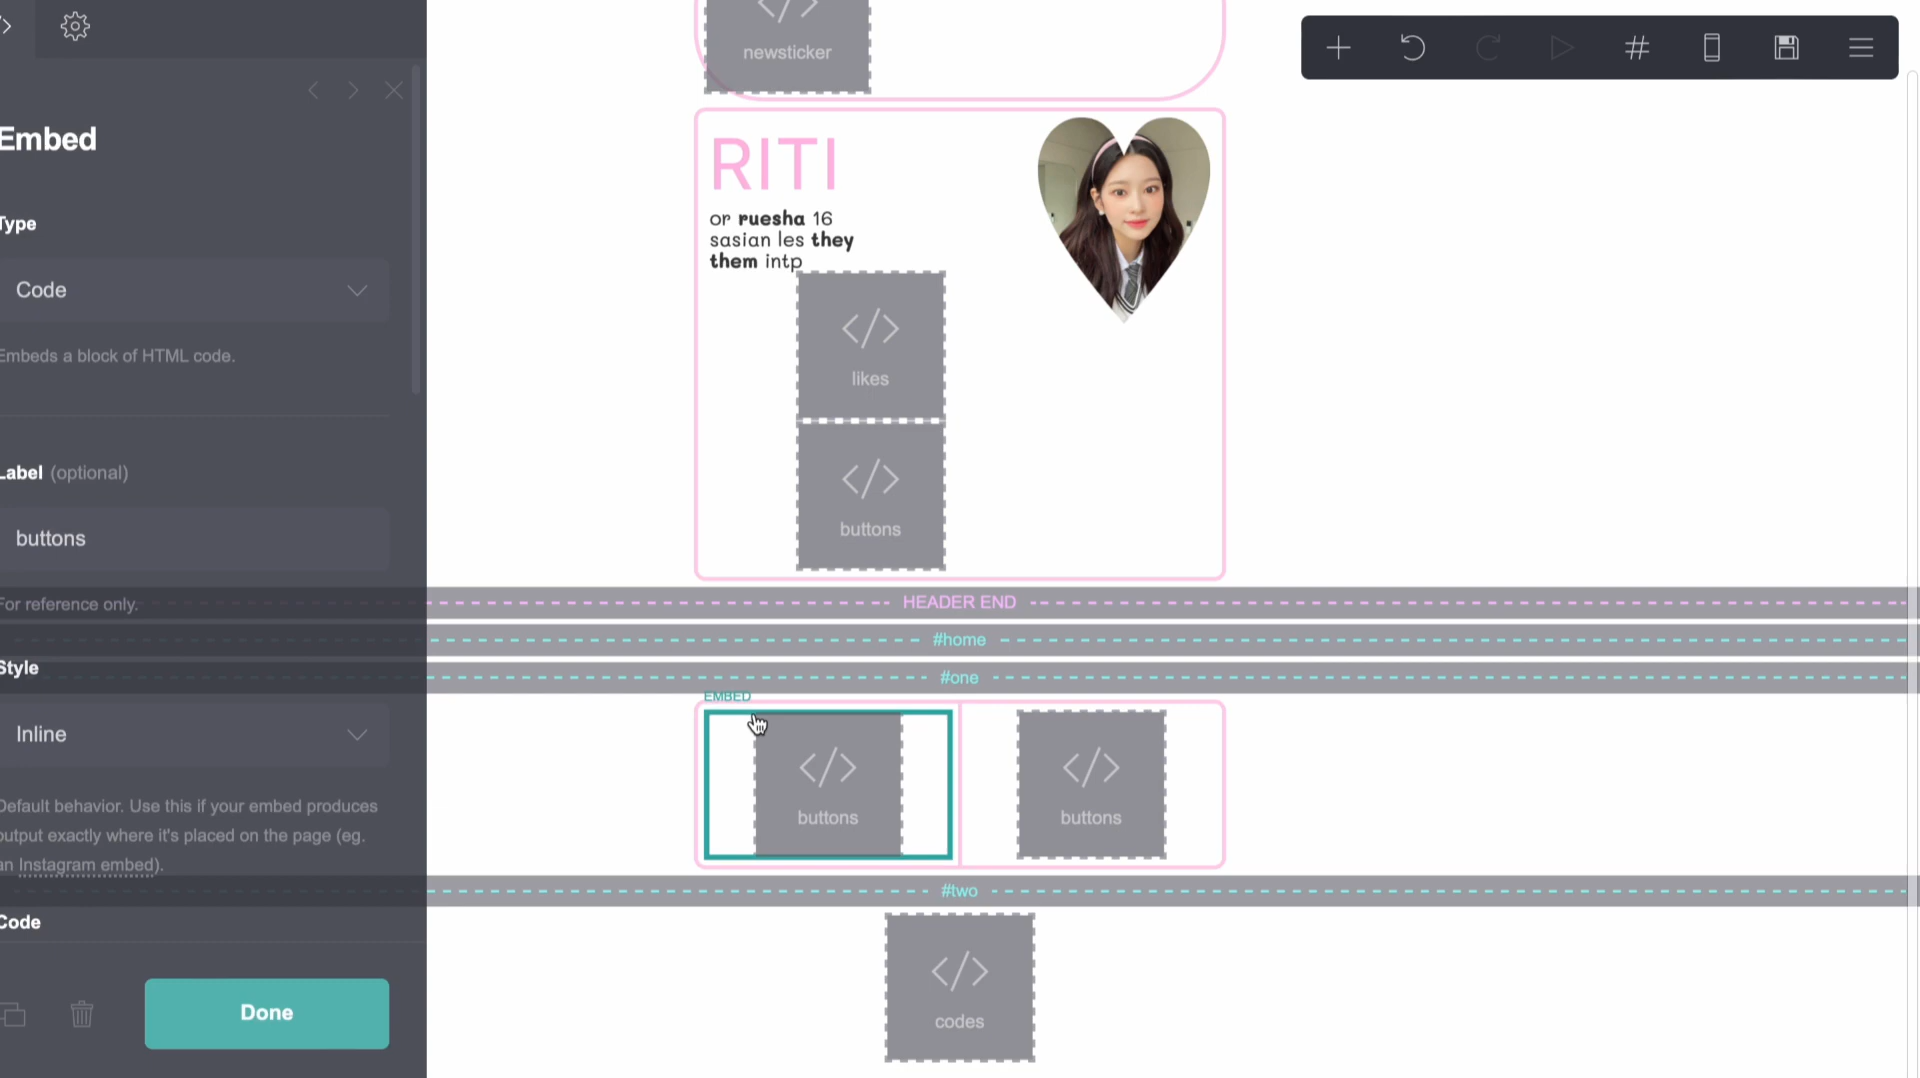 Embed
Type
Code
Embeds a block of HTML code.
Label (optional)
buttons
For reference only.
Style
Inline
Default behavior. Use this if your embed produces
output exactly where it's placed on the page (eg.
an Instagram embed).
Code
Done
newsticker
RITI
or ruesha 16
sasian les they
them intp
</> likes
</> buttons
HEADER END
#home
#one
EMBED
</> buttons
</> buttons
#two
</> codes